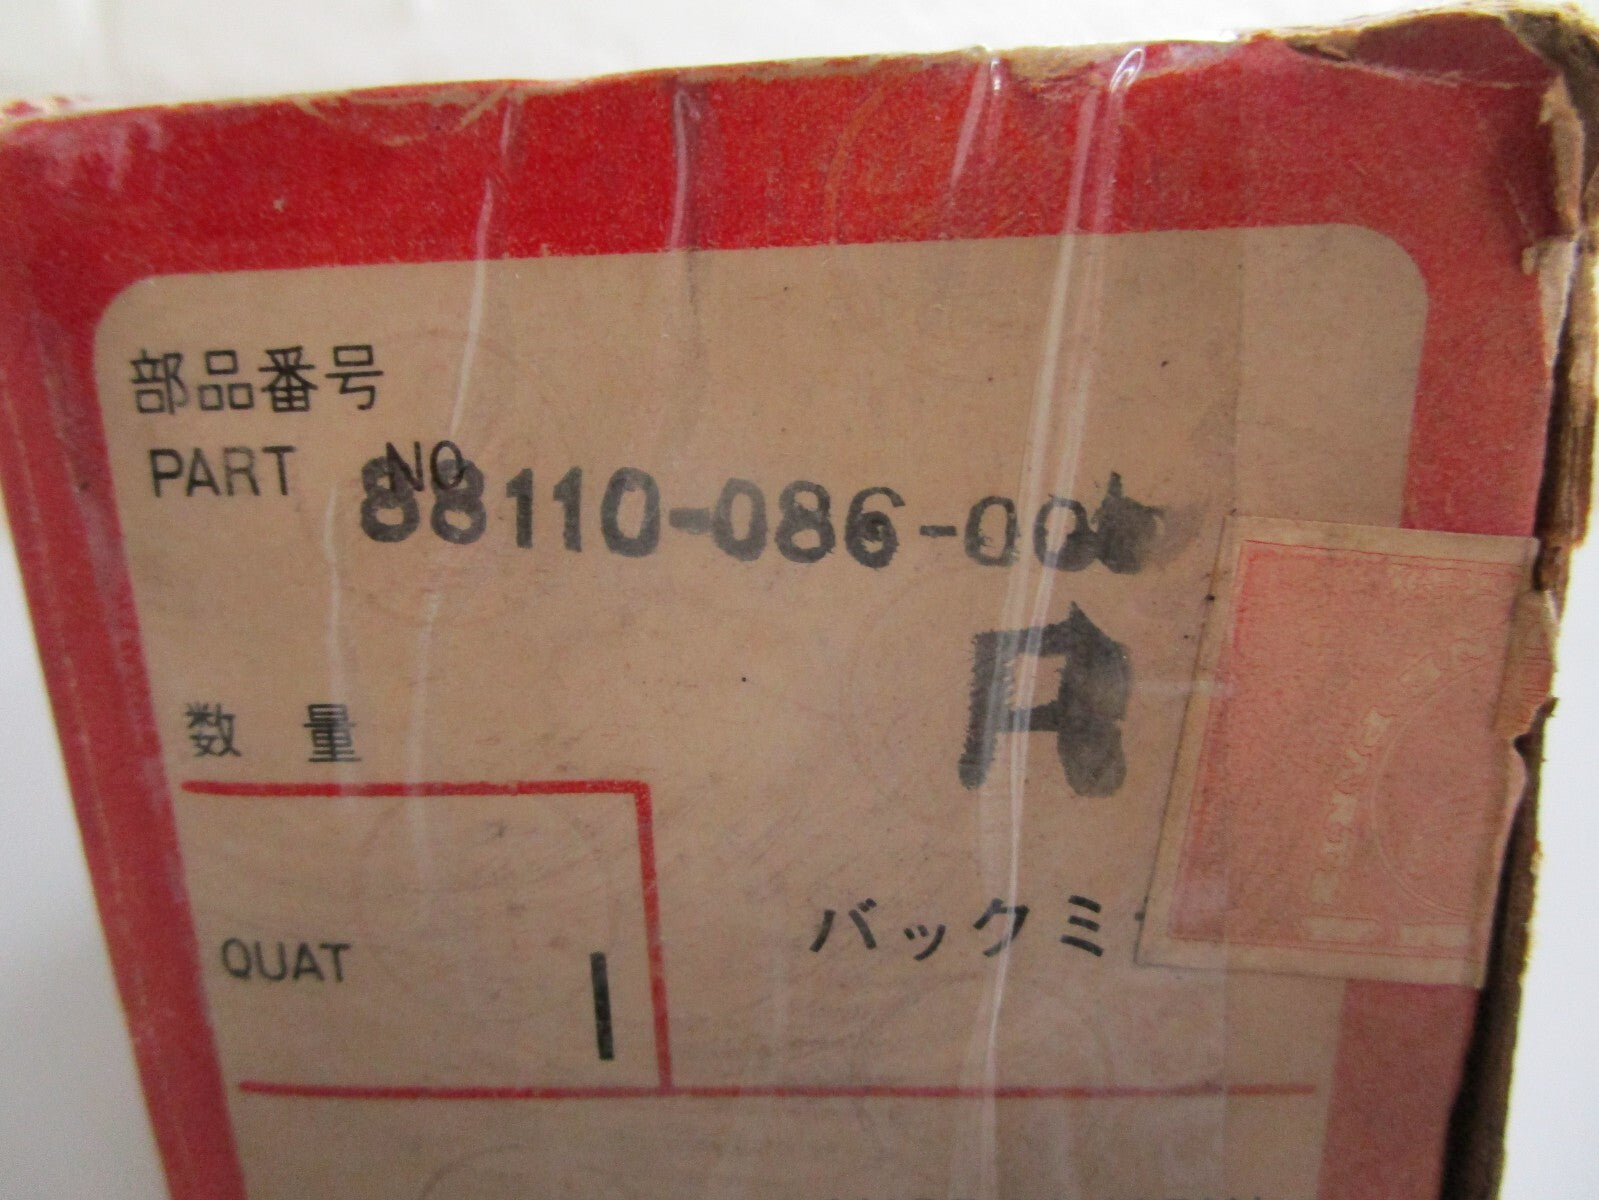 部品番号
PART NO
88110-086-00
R
数量
QUAT 1
バックミ